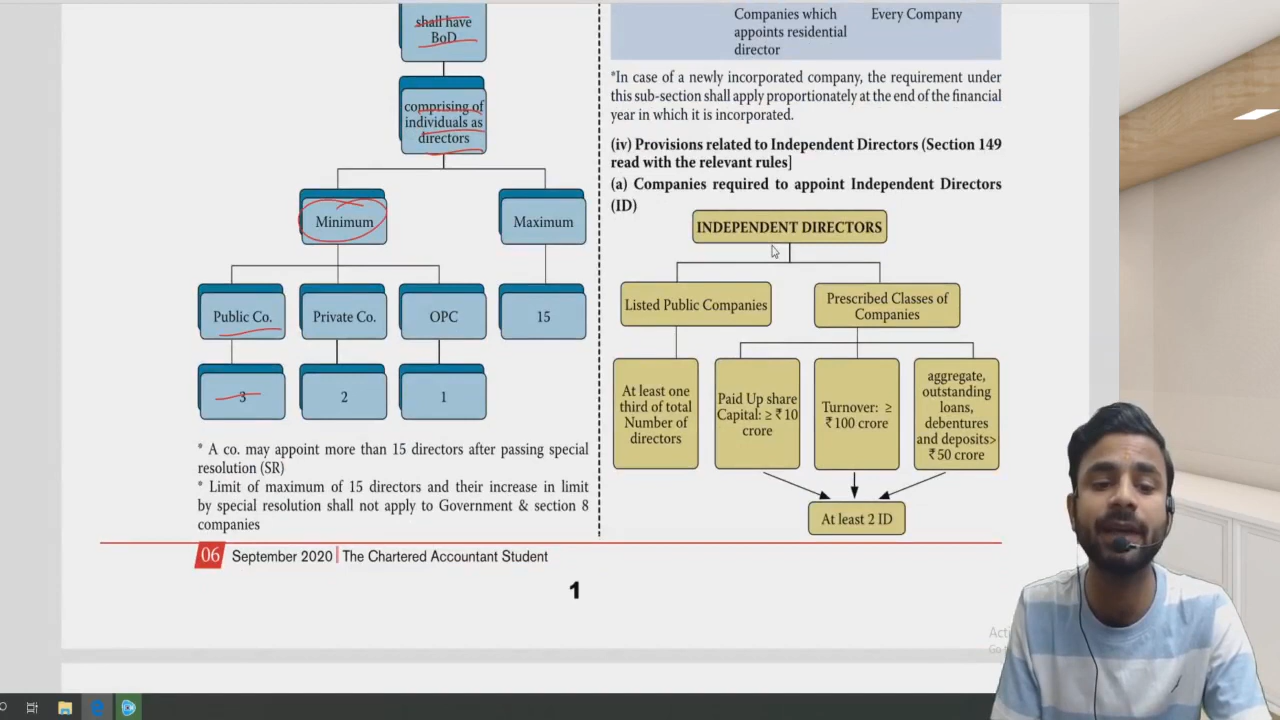 shall have
BoD
comprising of
individuals as
directors
Minimum
Maximum
Public Co.
Private Co.
OPC
15
3
2
1
* A co. may appoint more than 15 directors after passing special
resolution (SR)
* Limit of maximum of 15 directors and their increase in limit
by special resolution shall not apply to Government & section 8
companies
Companies which
appoints residential
director
Every Company
*In case of a newly incorporated company, the requirement under
this sub-section shall apply proportionately at the end of the financial
year in which it is incorporated.
(iv) Provisions related to Independent Directors (Section 149
read with the relevant rules]
(a) Companies required to appoint Independent Directors
(ID)
INDEPENDENT DIRECTORS
Listed Public Companies
Prescribed Classes of
Companies
At least one
third of total
Number of
directors
Paid Up share
Capital: ≥ ₹ 10
crore
Turnover: ≥
₹ 100 crore
aggregate,
outstanding
loans,
debentures
and deposits>
₹ 50 crore
At least 2 ID
06 September 2020 | The Chartered Accountant Student
1